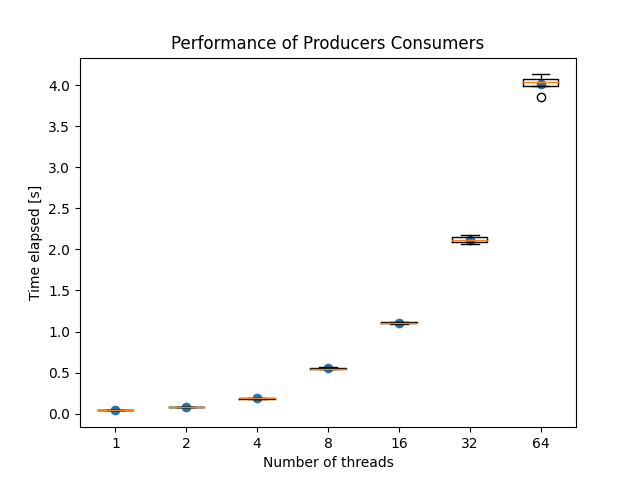 Performance of Producers Consumers
Time elapsed [s]
4.0
3.5
3.0
2.5
2.0
1.5
1.0
0.5
0.0
1 2 4 8 16 32 64
Number of threads